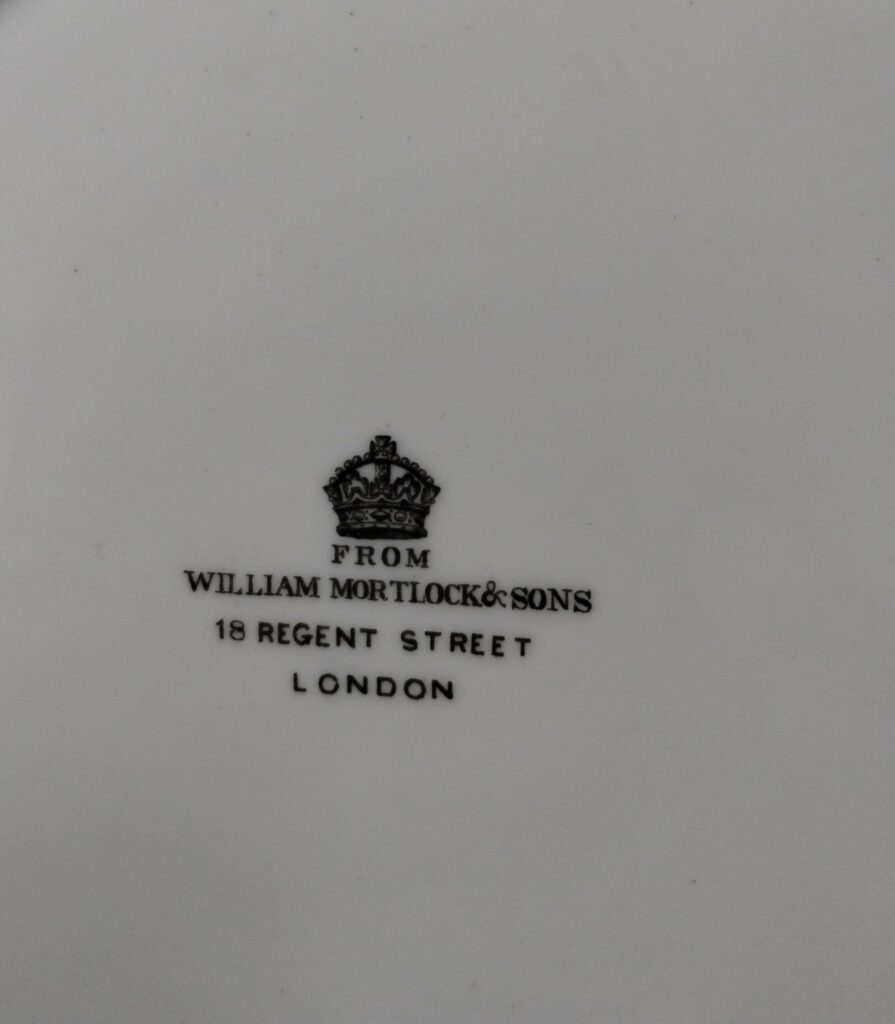 FROM
WILLIAM MORTLOCK & SONS
18 REGENT STREET
LONDON